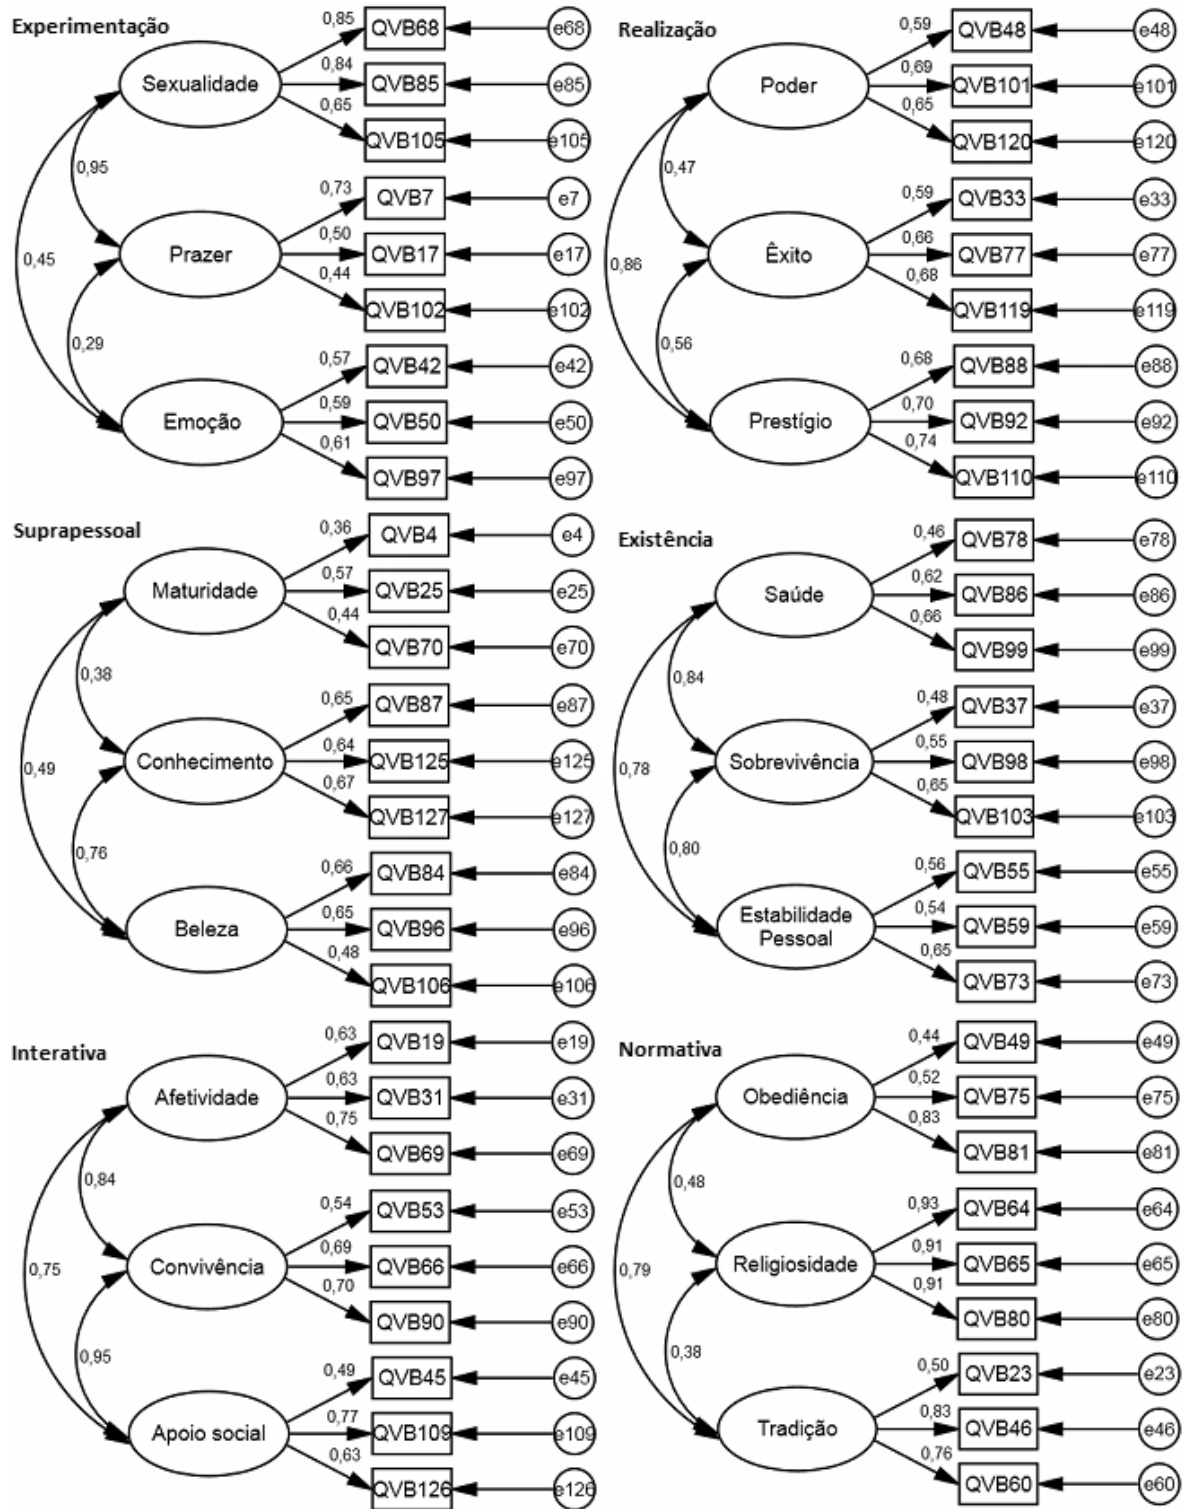 Experimentação
0,85
QVB68
e68
Sexualidade
0,84
QVB85
e85
0,65
QVB105
e105
0,95
0,73
QVB7
e7
Prazer
0,50
QVB17
e17
0,45
0,44
QVB102
e102
0,29
0,57
QVB42
e42
Emoção
0,59
QVB50
e50
0,61
QVB97
e97
Realização
0,59
QVB48
e48
Poder
0,69
QVB101
e101
0,65
QVB120
e120
0,47
0,59
QVB33
e33
Êxito
0,66
QVB77
e77
0,86
0,68
QVB119
e119
0,56
0,68
QVB88
e88
Prestígio
0,70
QVB92
e92
0,74
QVB110
e110
Suprapessoal
0,36
QVB4
e4
Maturidade
0,57
QVB25
e25
0,44
QVB70
e70
0,38
0,65
QVB87
e87
Conhecimento
0,64
QVB125
e125
0,49
0,67
QVB127
e127
0,76
0,66
QVB84
e84
Beleza
0,65
QVB96
e96
0,48
QVB106
e106
Existência
0,46
QVB78
e78
Saúde
0,62
QVB86
e86
0,66
QVB99
e99
0,84
0,48
QVB37
e37
Sobrevivência
0,55
QVB98
e98
0,78
0,65
QVB103
e103
0,80
0,56
QVB55
e55
Estabilidade
Pessoal
0,54
QVB59
e59
0,65
QVB73
e73
Interativa
0,63
QVB19
e19
Afetividade
0,63
QVB31
e31
0,75
QVB69
e69
0,84
0,54
QVB53
e53
Convivência
0,69
QVB66
e66
0,75
0,70
QVB90
e90
0,95
0,49
QVB45
e45
Apoio social
0,77
QVB109
e109
0,63
QVB126
e126
Normativa
0,44
QVB49
e49
Obediência
0,52
QVB75
e75
0,83
QVB81
e81
0,48
0,93
QVB64
e64
Religiosidade
0,91
QVB65
e65
0,79
0,91
QVB80
e80
0,38
0,50
QVB23
e23
Tradição
0,83
QVB46
e46
0,76
QVB60
e60